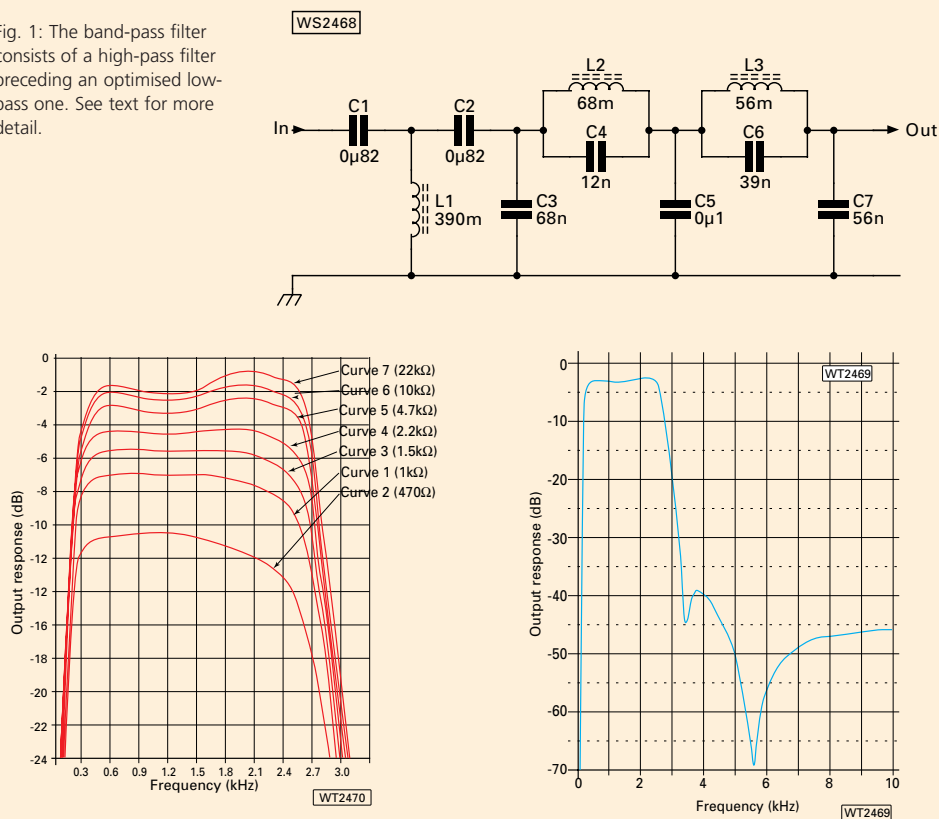 Fig. 1: The band-pass filter
consists of a high-pass filter
preceding an optimised low-
pass one. See text for more
detail.
WS2468
In
C1
0µ82
C2
0µ82
L1
390m
C3
68n
L2
68m
C4
12n
C5
0µ1
L3
56m
C6
39n
C7
56n
Out
Output response (dB)
0
-2
-4
-6
-8
-10
-12
-12
-16
-18
-20
-22
-24
0.3 0.6 0.9 1.2 1.5 1.8 2.1 2.4 2.7 3.0
Frequency (kHz)
Curve 7 (22kΩ)
Curve 6 (10kΩ)
Curve 5 (4.7kΩ)
Curve 4 (2.2kΩ)
Curve 3 (1.5kΩ)
Curve 1 (1kΩ)
Curve 2 (470Ω)
WT2470
WT2469
Output response (dB)
0
-10
-20
-30
-40
-50
-60
-70
0 2 4 6 8 10
Frequency (kHz)
WT2469